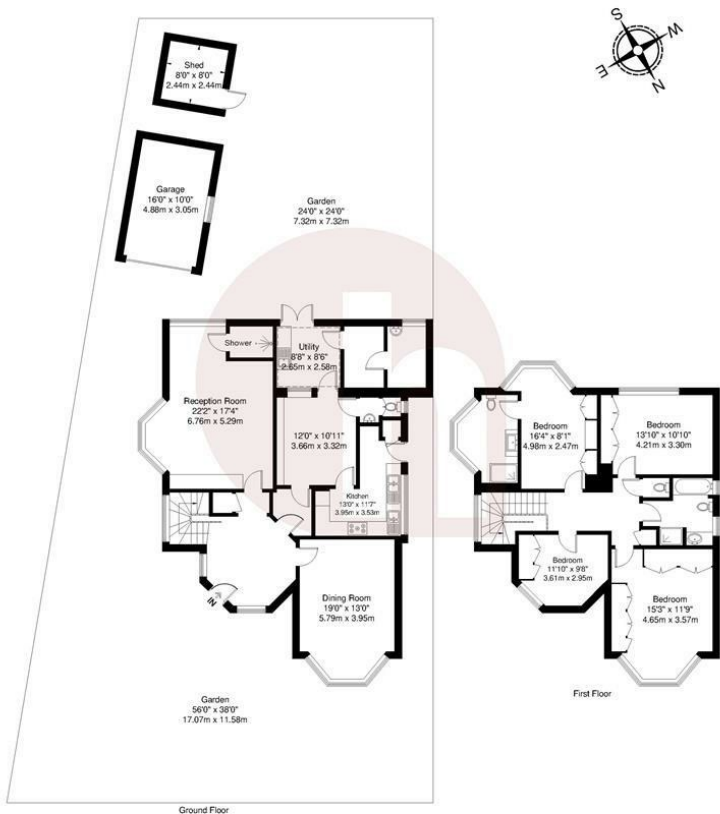 S
W
E
N
Shed
8'0" x 8'0"
2.44m x 2.44m
Garage
16'0" x 10'0"
4.88m x 3.05m
Garden
24'0" x 24'0"
7.32m x 7.32m
Shower
Utility
8'8" x 8'6"
2.65m x 2.58m
Reception Room
22'2" x 17'4"
6.76m x 5.29m
12'0" x 10'11"
3.66m x 3.32m
Kitchen
13'0" x 11'7"
3.95m x 3.53m
IN
Dining Room
19'0" x 13'0"
5.79m x 3.95m
Garden
56'0" x 38'0"
17.07m x 11.58m
Ground Floor
Bedroom
16'4" x 8'1"
4.98m x 2.47m
Bedroom
13'10" x 10'10"
4.21m x 3.30m
Bedroom
11'10" x 9'8"
3.61m x 2.95m
Bedroom
15'3" x 11'9"
4.65m x 3.57m
First Floor